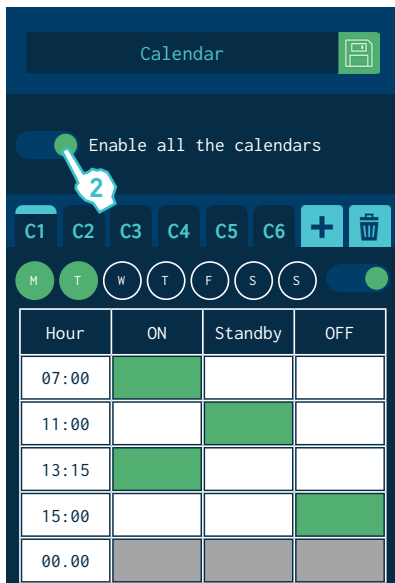 Calendar
Enable all the calendars
2
C1 C2 C3 C4 C5 C6 +
M T W T F S S
Hour ON Standby OFF
07:00
11:00
13:15
15:00
00.00